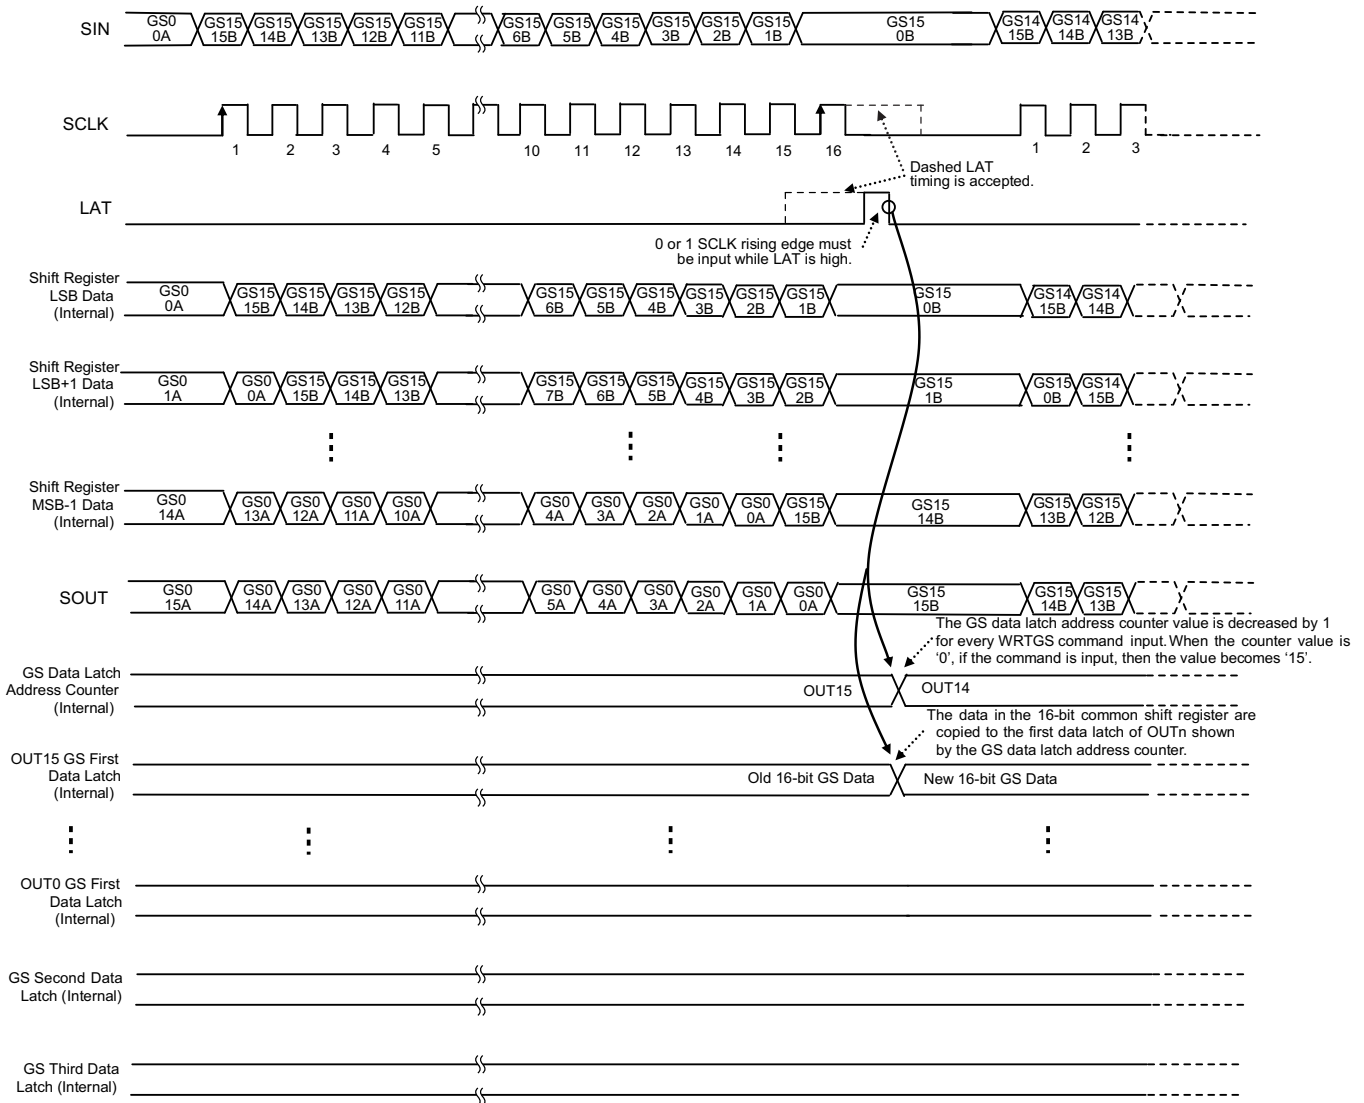 SIN
GS0 GS15 GS15 GS15 GS15 GS15 GS15 GS15 GS15 GS15 GS15 GS15 GS15 GS14 GS14 GS14
0A 15B 14B 13B 12B 11B 6B 5B 4B 3B 2B 1B 0B 15B 14B 13B
SCLK
1 2 3 4 5 10 11 12 13 14 15 16 1 2 3
Dashed LAT
timing is accepted.
LAT
0 or 1 SCLK rising edge must
be input while LAT is high.
Shift Register
LSB Data
(Internal)
GS0 GS15 GS15 GS15 GS15 GS15 GS15 GS15 GS15 GS15 GS15 GS15 GS14 GS14
0A 15B 14B 13B 12B 6B 5B 4B 3B 2B 1B 0B 15B 14B
Shift Register
LSB+1 Data
(Internal)
GS0 GS0 GS15 GS15 GS15 GS15 GS15 GS15 GS15 GS15 GS15 GS15 GS15 GS14
1A 0A 15B 14B 13B 7B 6B 5B 4B 3B 2B 1B 0B 15B
Shift Register
MSB-1 Data
(Internal)
GS0 GS0 GS0 GS0 GS0 GS0 GS0 GS0 GS0 GS0 GS15 GS15 GS15 GS15
14A 13A 12A 11A 10A 4A 3A 2A 1A 0A 15B 14B 13B 12B
SOUT
GS0 GS0 GS0 GS0 GS0 GS0 GS0 GS0 GS0 GS0 GS0 GS15 GS15 GS15
15A 14A 13A 12A 11A 5A 4A 3A 2A 1A 0A 15B 14B 13B
The GS data latch address counter value is decreased by 1
for every WRTGS command input. When the counter value is
‘0’, if the command is input, then the value becomes ‘15’.
GS Data Latch
Address Counter
(Internal)
OUT15 OUT14
The data in the 16-bit common shift register are
copied to the first data latch of OUTn shown
by the GS data latch address counter.
OUT15 GS First
Data Latch
(Internal)
Old 16-bit GS Data New 16-bit GS Data
OUT0 GS First
Data Latch
(Internal)
GS Second Data
Latch (Internal)
GS Third Data
Latch (Internal)